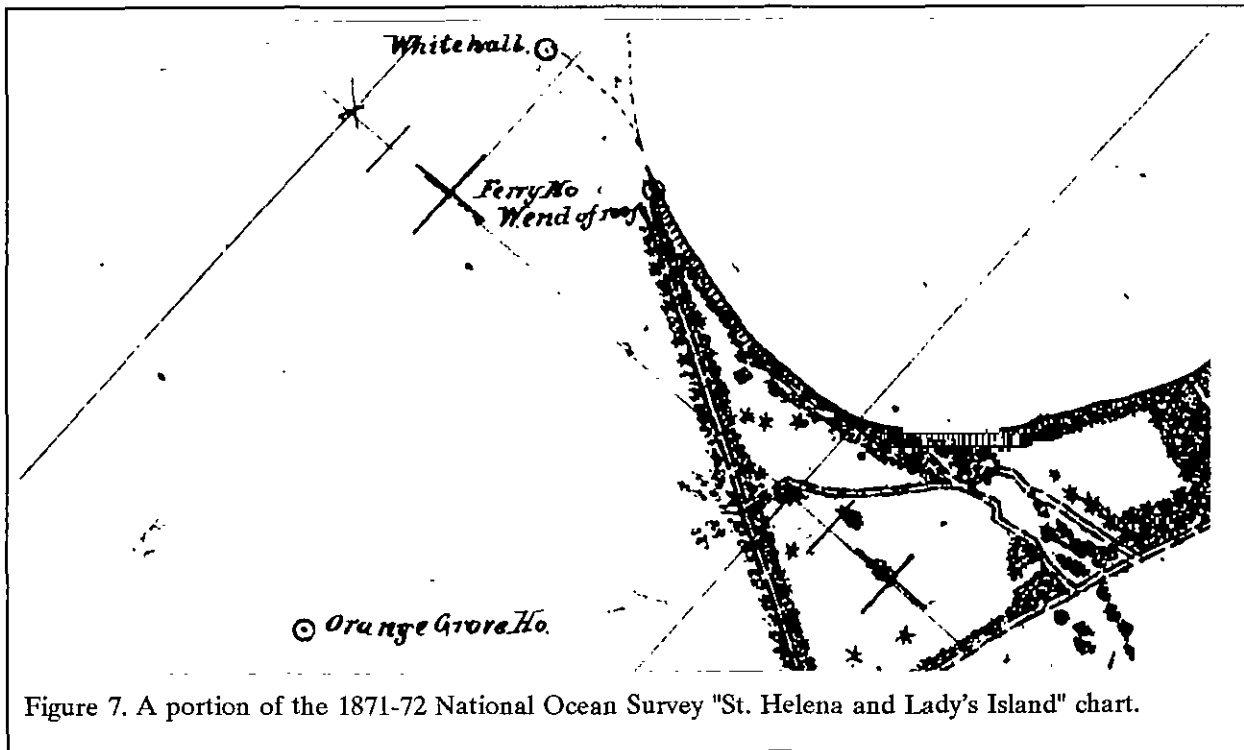 Whitehall.
Ferry Ho
W. end of roof
Orange Grove Ho.
Figure 7. A portion of the 1871-72 National Ocean Survey "St. Helena and Lady's Island" chart.